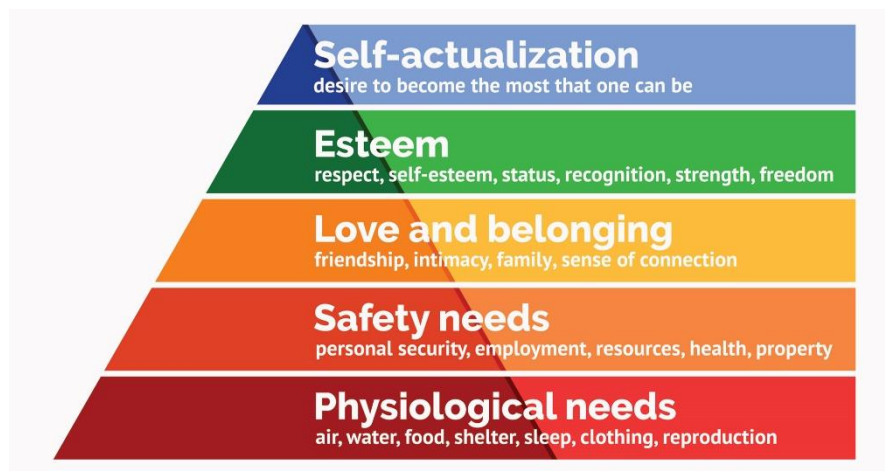 Self-actualization
desire to become the most that one can be
Esteem
respect, self-esteem, status, recognition, strength, freedom
Love and belonging
friendship, intimacy, family, sense of connection
Safety needs
personal security, employment, resources, health, property
Physiological needs
air, water, food, shelter, sleep, clothing, reproduction